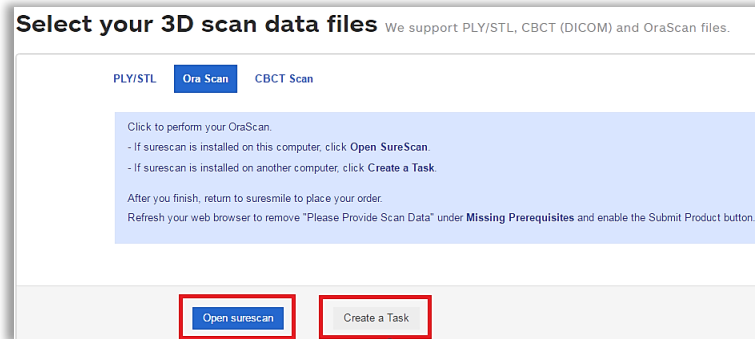 Select your 3D scan data files We support PLY/STL, CBCT (DICOM) and OraScan files.
PLY/STL Ora Scan CBCT Scan
Click to perform your OraScan.
- If surescan is installed on this computer, click Open SureScan.
- If surescan is installed on another computer, click Create a Task.
After you finish, return to suresmile to place your order.
Refresh your web browser to remove "Please Provide Scan Data" under Missing Prerequisites and enable the Submit Product button.
Open surescan Create a Task